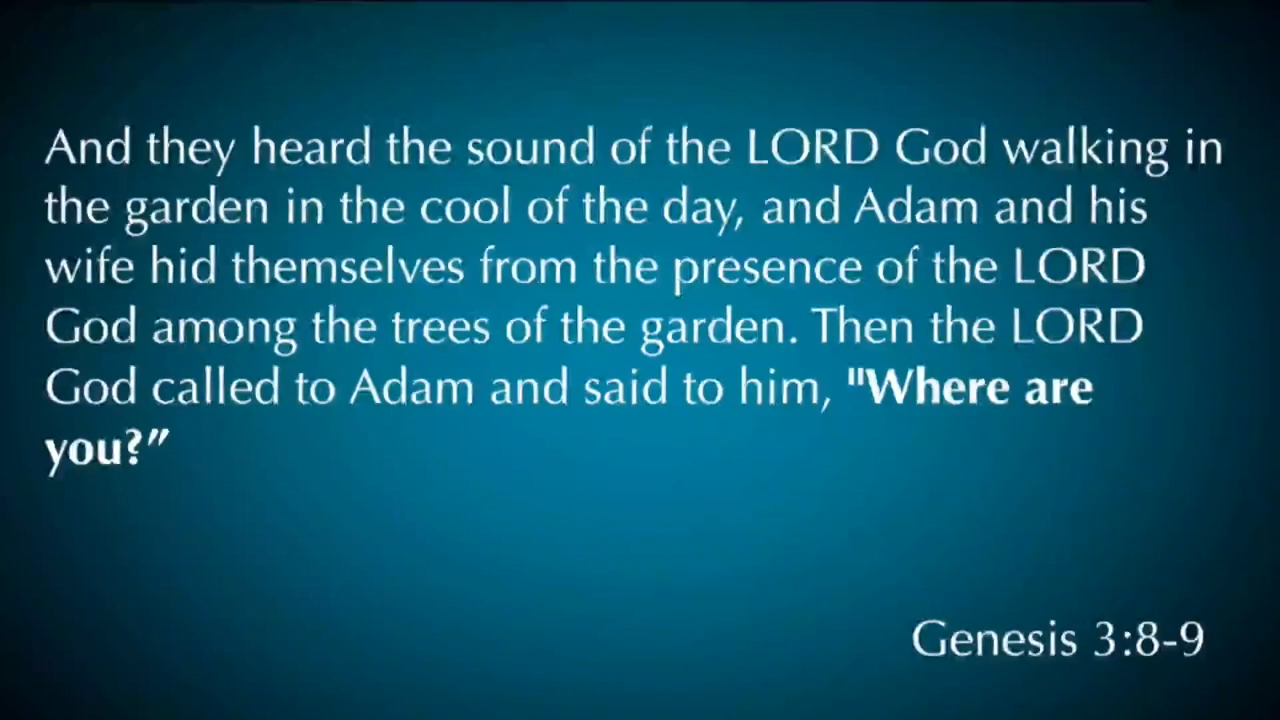 And they heard the sound of the LORD God walking in
the garden in the cool of the day, and Adam and his
wife hid themselves from the presence of the LORD
God among the trees of the garden. Then the LORD
God called to Adam and said to him, "Where are
you?”
Genesis 3:8-9